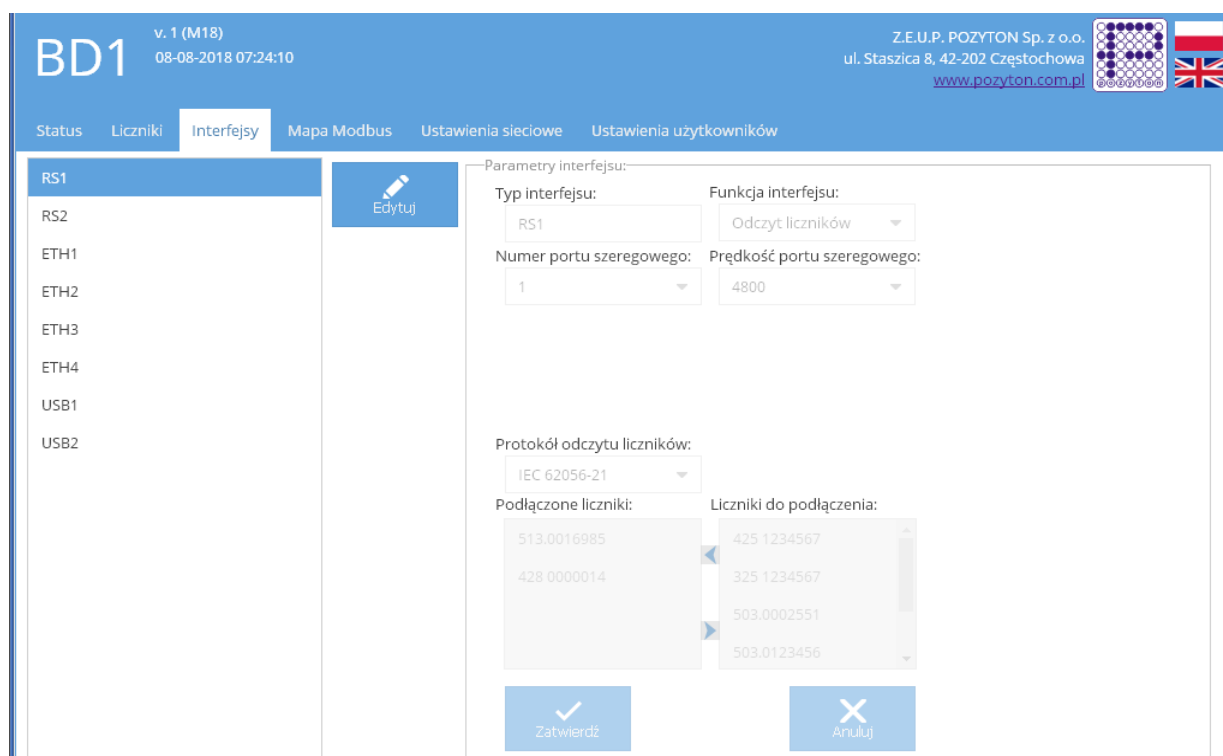 BD1
v. 1 (M18)
08-08-2018 07:24:10
Z.E.U.P. POZYTON Sp. z o.o.
ul. Staszica 8, 42-202 Częstochowa
www.pozyton.com.pl
pozyton
Status Liczniki Interfejsy Mapa Modbus Ustawienia sieciowe Ustawienia użytkowników
RS1
RS2
ETH1
ETH2
ETH3
ETH4
USB1
USB2
Edytuj
Parametry interfejsu:
Typ interfejsu: Funkcja interfejsu:
RS1 Odczyt liczników
Numer portu szeregowego: Prędkość portu szeregowego:
1 4800
Protokół odczytu liczników:
IEC 62056-21
Podłączone liczniki: Liczniki do podłączenia:
513.0016985 425 1234567
428 0000014 325 1234567
503.0002551
503.0123456
Zatwierdź Anuluj